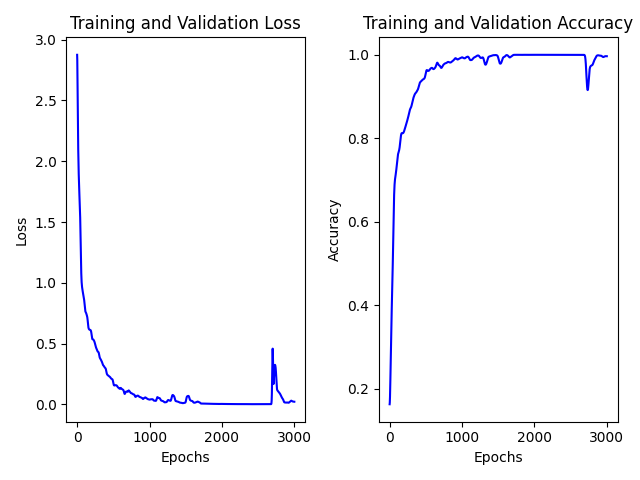 Training and Validation Loss
3.0
2.5
2.0
1.5
1.0
0.5
0.0
Loss
0 1000 2000 3000
Epochs
Training and Validation Accuracy
1.0
0.8
0.6
0.4
0.2
Accuracy
0 1000 2000 3000
Epochs